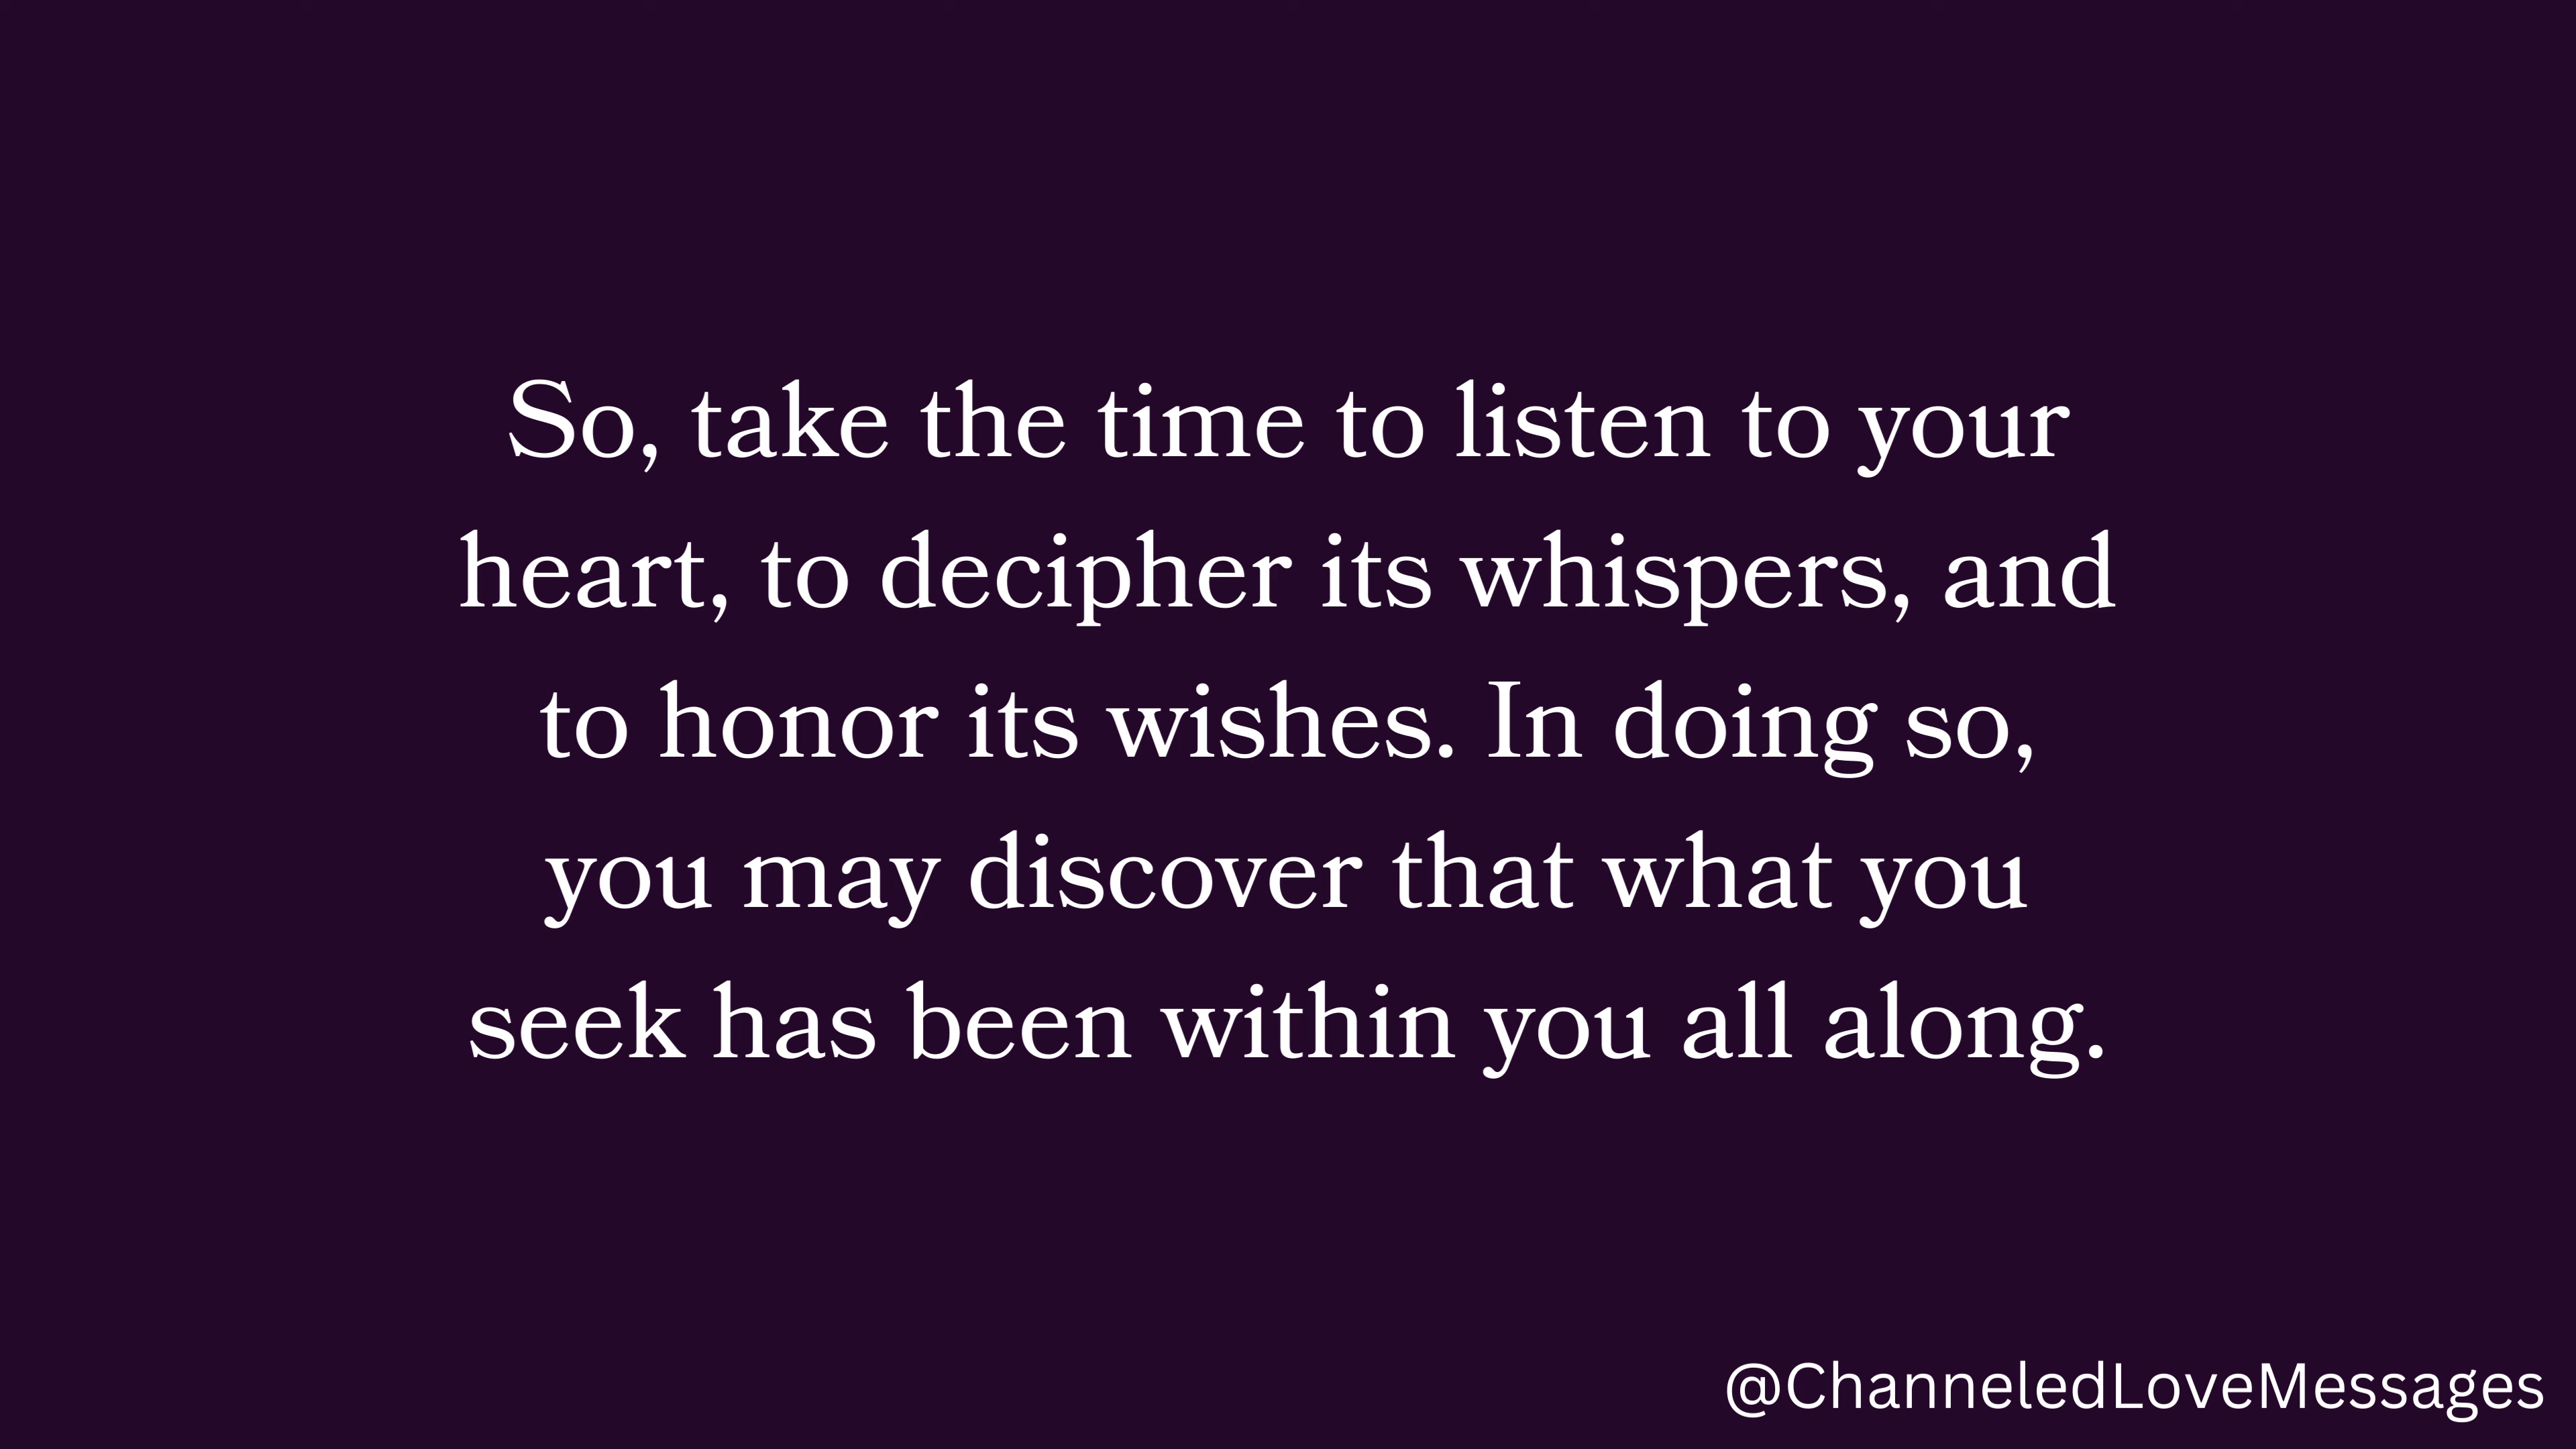 So, take the time to listen to your
heart, to decipher its whispers, and
to honor its wishes. In doing so,
you may discover that what you
seek has been within you all along.
@ChanneledLoveMessages